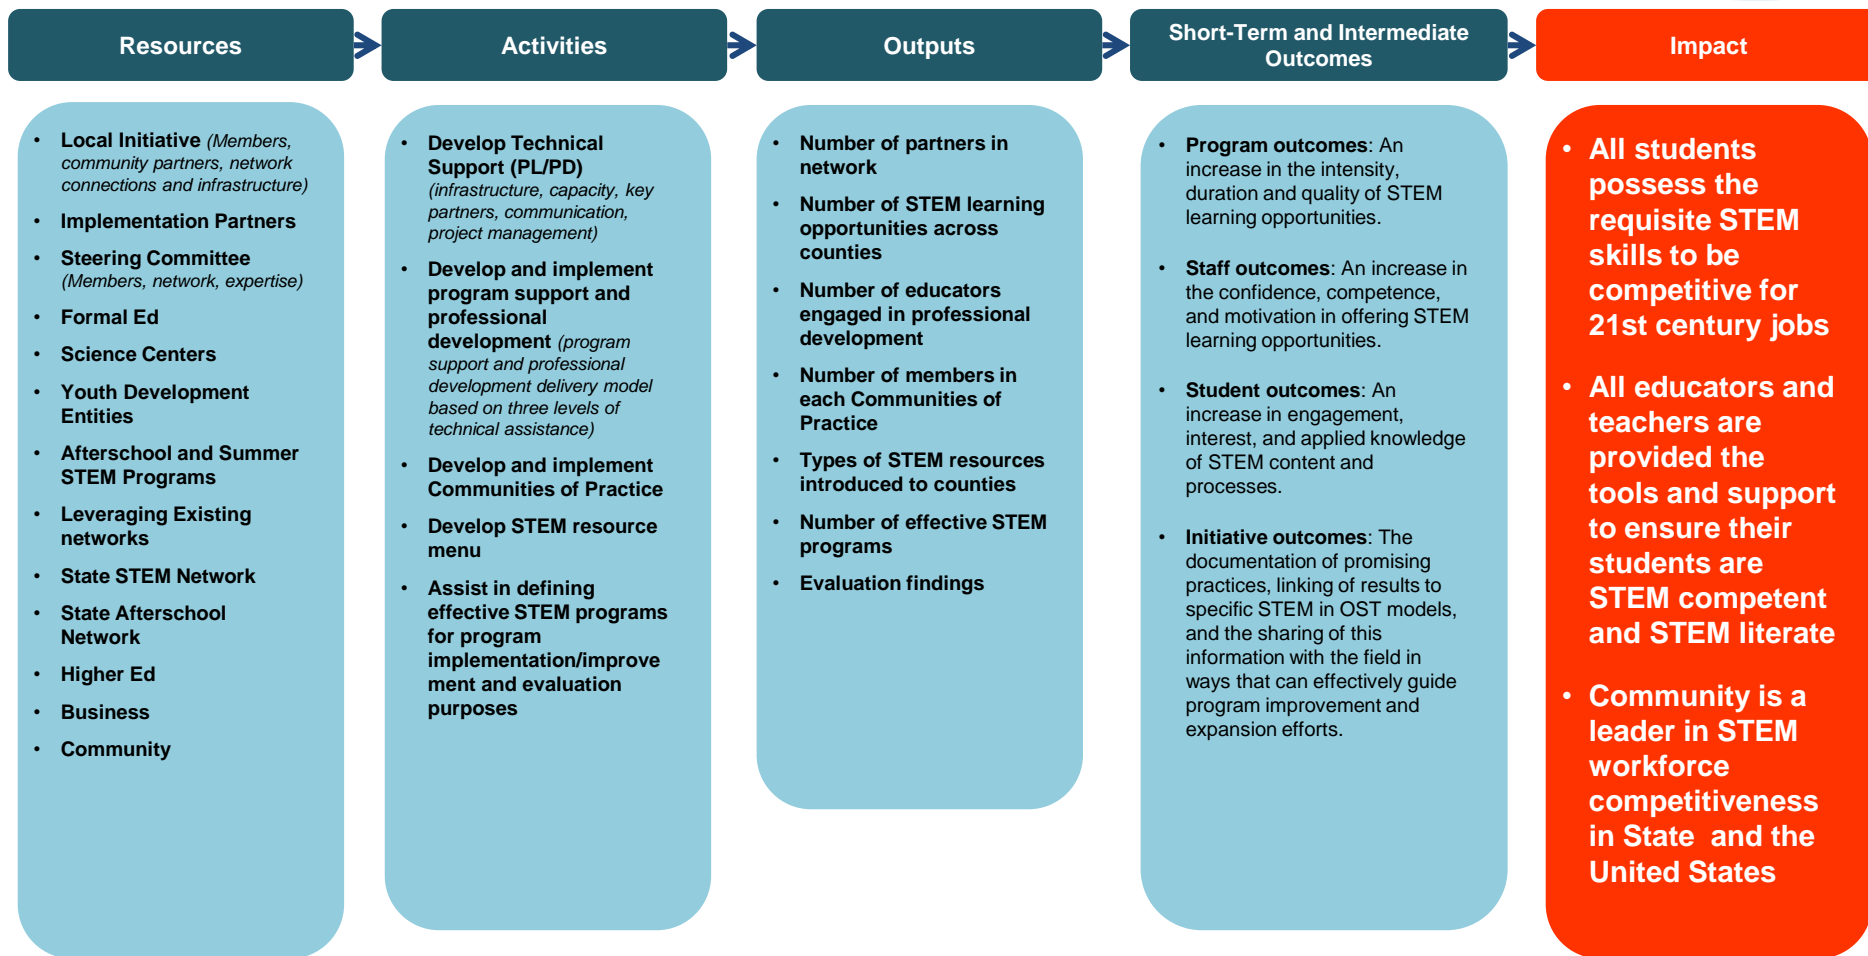 Resources
Activities
Outputs
Short-Term and Intermediate
Outcomes
Impact
• Local Initiative (Members,
community partners, network
connections and infrastructure)
• Implementation Partners
• Steering Committee
(Members, network, expertise)
• Formal Ed
• Science Centers
• Youth Development
Entities
• Afterschool and Summer
STEM Programs
• Leveraging Existing
networks
• State STEM Network
• State Afterschool
Network
• Higher Ed
• Business
• Community
• Develop Technical
Support (PL/PD)
(infrastructure, capacity, key
partners, communication,
project management)
• Develop and implement
program support and
professional
development (program
support and professional
development delivery model
based on three levels of
technical assistance)
• Develop and implement
Communities of Practice
• Develop STEM resource
menu
• Assist in defining
effective STEM programs
for program
implementation/improve
ment and evaluation
purposes
• Number of partners in
network
• Number of STEM learning
opportunities across
counties
• Number of educators
engaged in professional
development
• Number of members in
each Communities of
Practice
• Types of STEM resources
introduced to counties
• Number of effective STEM
programs
• Evaluation findings
• Program outcomes: An
increase in the intensity,
duration and quality of STEM
learning opportunities.
• Staff outcomes: An increase in
the confidence, competence,
and motivation in offering STEM
learning opportunities.
• Student outcomes: An
increase in engagement,
interest, and applied knowledge
of STEM content and
processes.
• Initiative outcomes: The
documentation of promising
practices, linking of results to
specific STEM in OST models,
and the sharing of this
information with the field in
ways that can effectively guide
program improvement and
expansion efforts.
• All students
possess the
requisite STEM
skills to be
competitive for
21st century jobs
• All educators and
teachers are
provided the
tools and support
to ensure their
students are
STEM competent
and STEM literate
• Community is a
leader in STEM
workforce
competitiveness
in State and the
United States